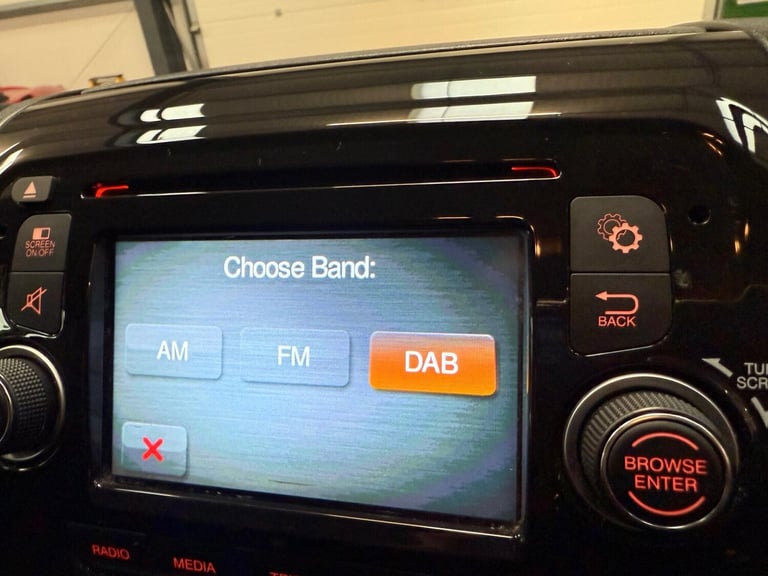 SCREEN
ON/OFF
Choose Band:
AM
FM
DAB
BACK
BROWSE
ENTER
RADIO
MEDIA